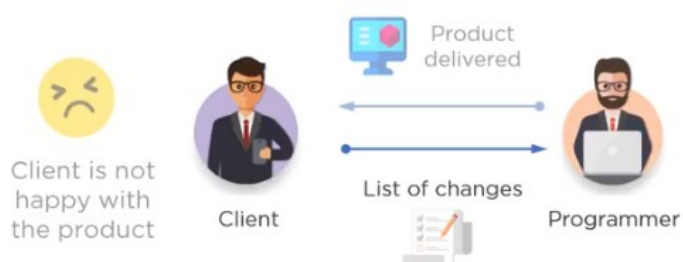 Product
delivered
Client is not
happy with
the product
Client
List of changes
Programmer